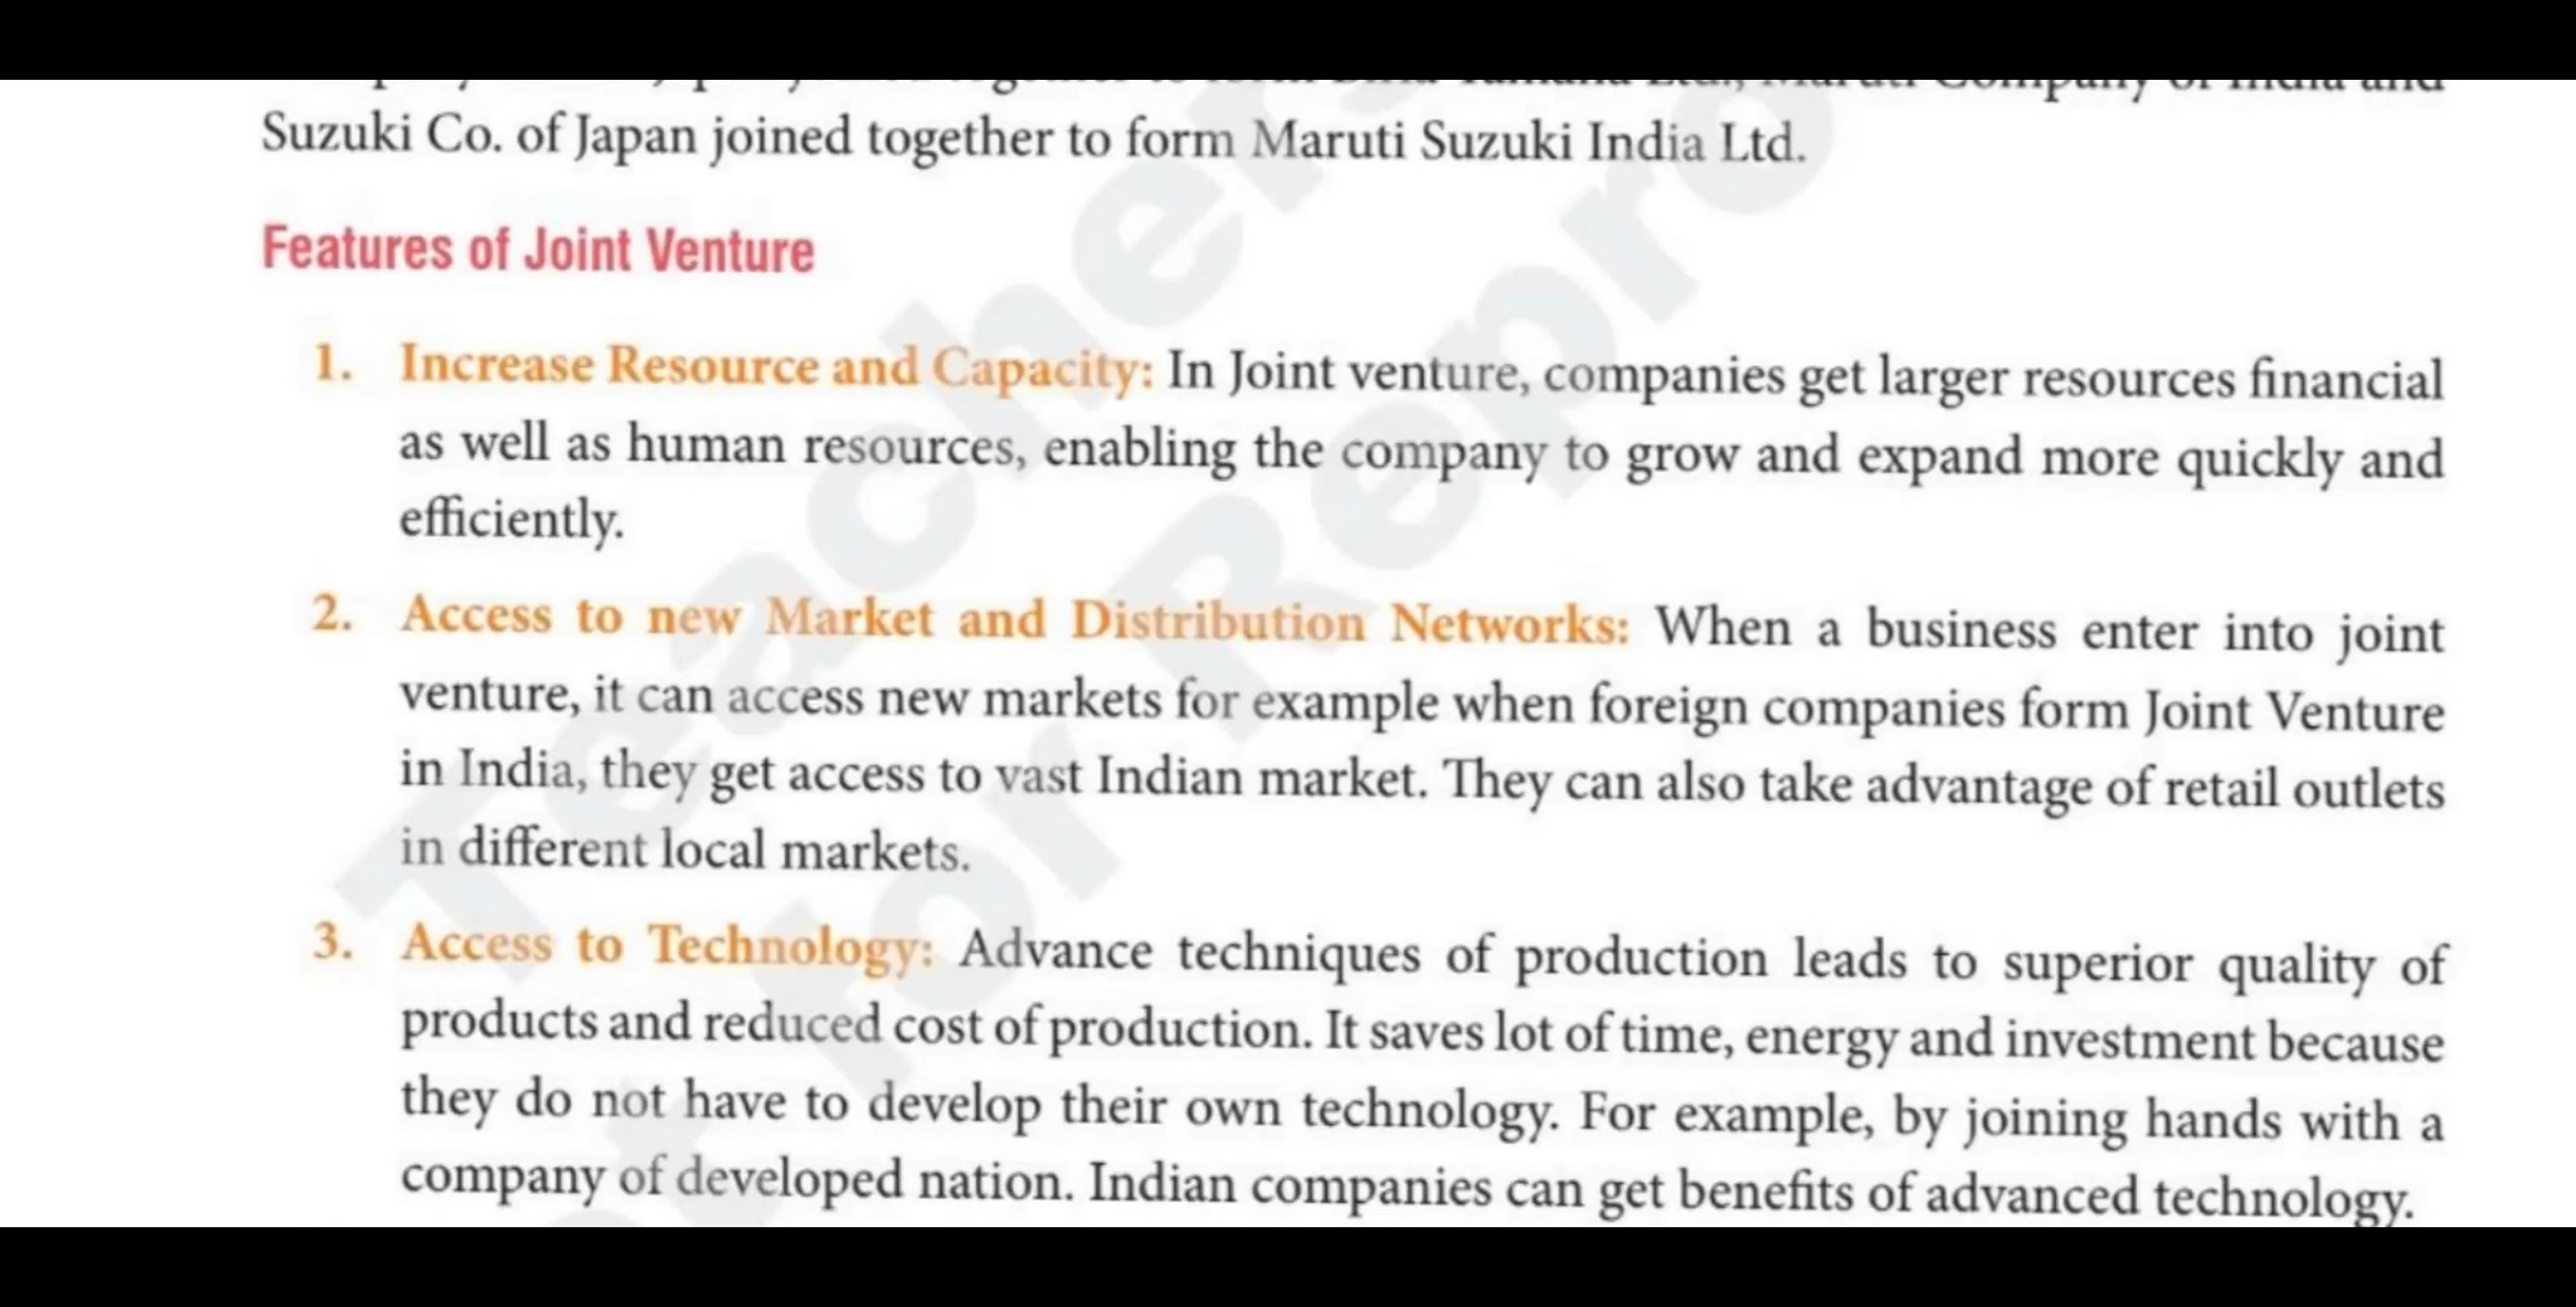 Suzuki Co. of Japan joined together to form Maruti Suzuki India Ltd.
Features of Joint Venture
1. Increase Resource and Capacity: In Joint venture, companies get larger resources financial
as well as human resources, enabling the company to grow and expand more quickly and
efficiently.
2. Access to new Market and Distribution Networks: When a business enter into joint
venture, it can access new markets for example when foreign companies form Joint Venture
in India, they get access to vast Indian market. They can also take advantage of retail outlets
in different local markets.
3. Access to Technology: Advance techniques of production leads to superior quality of
products and reduced cost of production. It saves lot of time, energy and investment because
they do not have to develop their own technology. For example, by joining hands with a
company of developed nation. Indian companies can get benefits of advanced technology.